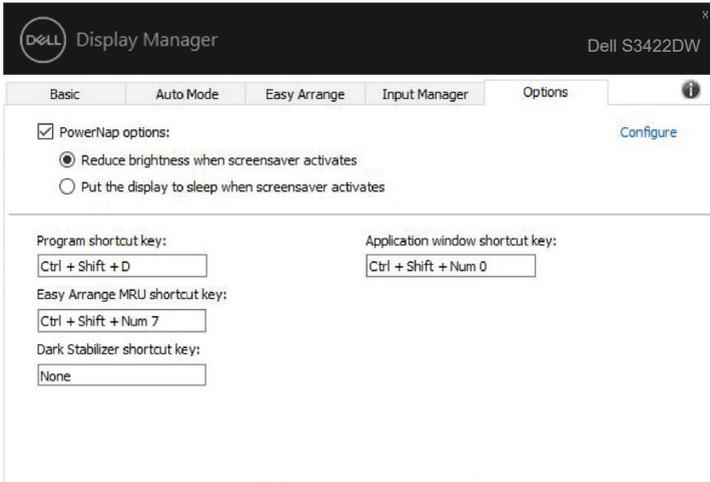 x
DELL Display Manager
Dell S3422DW
Basic Auto Mode Easy Arrange Input Manager Options i
PowerNap options: Configure
Reduce brightness when screensaver activates
Put the display to sleep when screensaver activates
Program shortcut key: Application window shortcut key:
Ctrl + Shift + D Ctrl + Shift + Num 0
Easy Arrange MRU shortcut key:
Ctrl + Shift + Num 7
Dark Stabilizer shortcut key:
None